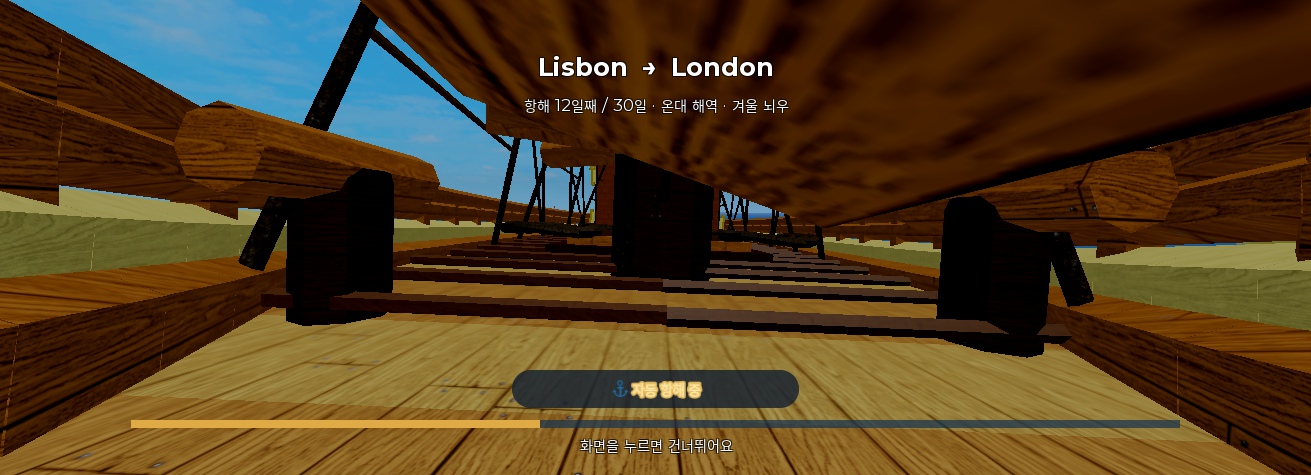 Lisbon → London
항해 12일째 / 30일 · 온대 해역 · 겨울 뇌우
⚓ 자동 항해 중
화면을 누르면 건너뛰어요